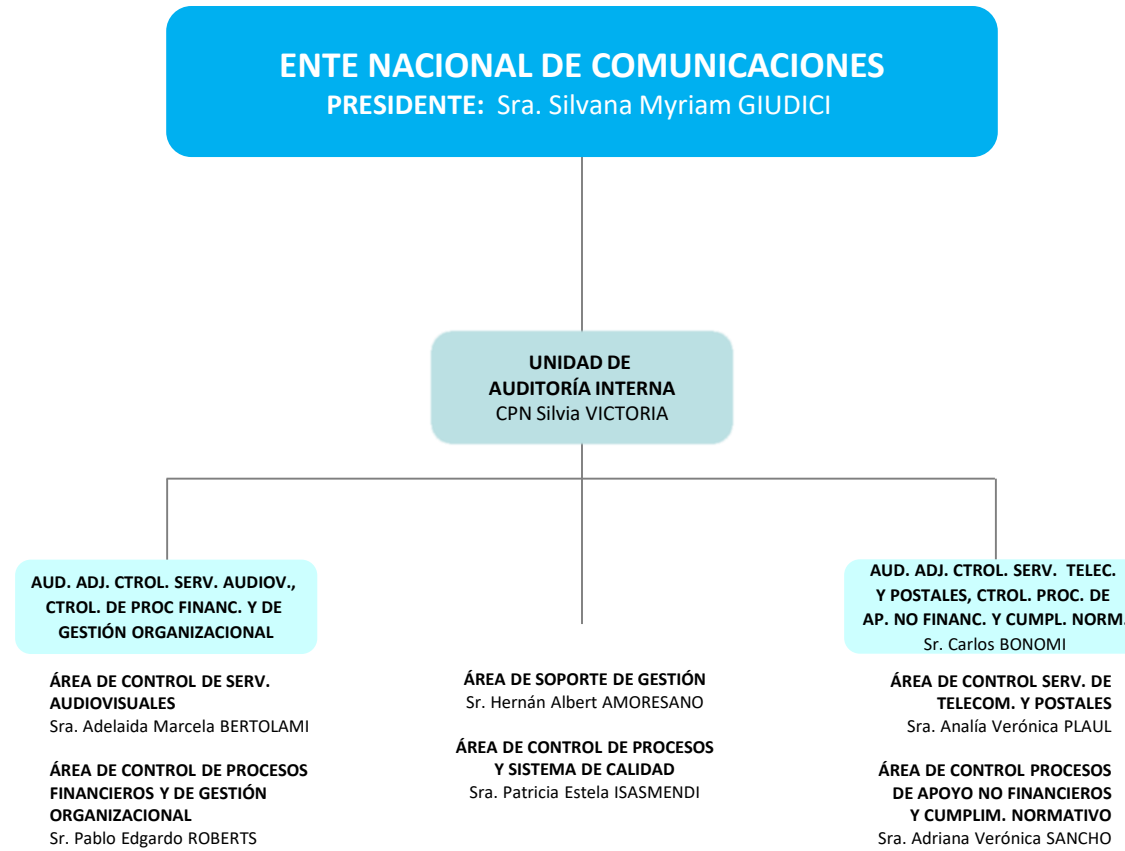 ENTE NACIONAL DE COMUNICACIONES
PRESIDENTE: Sra. Silvana Myriam GIUDICI
UNIDAD DE
AUDITORÍA INTERNA
CPN Silvia VICTORIA
AUD. ADJ. CTROL. SERV. AUDIOV.,
CTROL. DE PROC FINANC. Y DE
GESTIÓN ORGANIZACIONAL
ÁREA DE CONTROL DE SERV.
AUDIOVISUALES
Sra. Adelaida Marcela BERTOLAMI
ÁREA DE CONTROL DE PROCESOS
FINANCIEROS Y DE GESTIÓN
ORGANIZACIONAL
Sr. Pablo Edgardo ROBERTS
ÁREA DE SOPORTE DE GESTIÓN
Sr. Hernán Albert AMORESANO
ÁREA DE CONTROL DE PROCESOS
Y SISTEMA DE CALIDAD
Sra. Patricia Estela ISASMENDI
AUD. ADJ. CTROL. SERV. TELEC.
Y POSTALES, CTROL. PROC. DE
AP. NO FINANC. Y CUMPL. NORM.
Sr. Carlos BONOMI
ÁREA DE CONTROL SERV. DE
TELECOM. Y POSTALES
Sra. Analía Verónica PLAUL
ÁREA DE CONTROL PROCESOS
DE APOYO NO FINANCIEROS
Y CUMPLIM. NORMATIVO
Sra. Adriana Verónica SANCHO